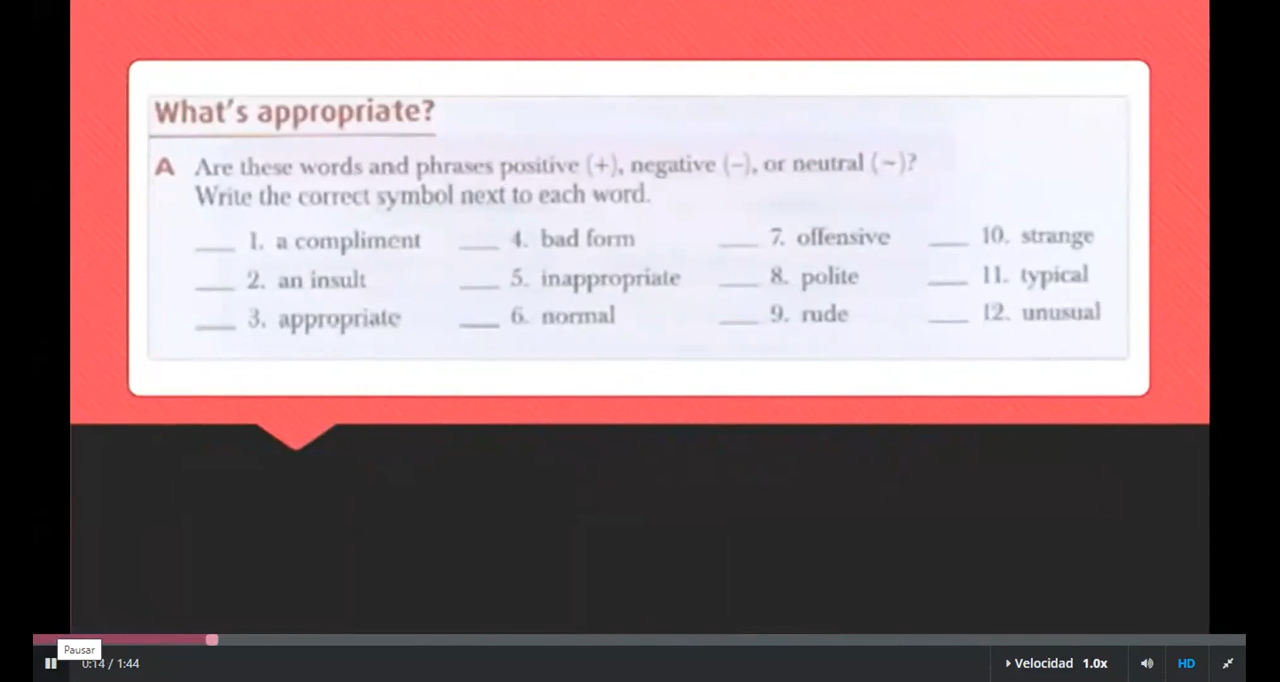 What's appropriate?
A Are these words and phrases positive (+), negative (–), or neutral (~)?
Write the correct symbol next to each word.
___ 1. a compliment ___ 4. bad form ___ 7. offensive ___ 10. strange
___ 2. an insult ___ 5. inappropriate ___ 8. polite ___ 11. typical
___ 3. appropriate ___ 6. normal ___ 9. rude ___ 12. unusual
Pausar
0:14 / 1:44 Velocidad 1.0x HD